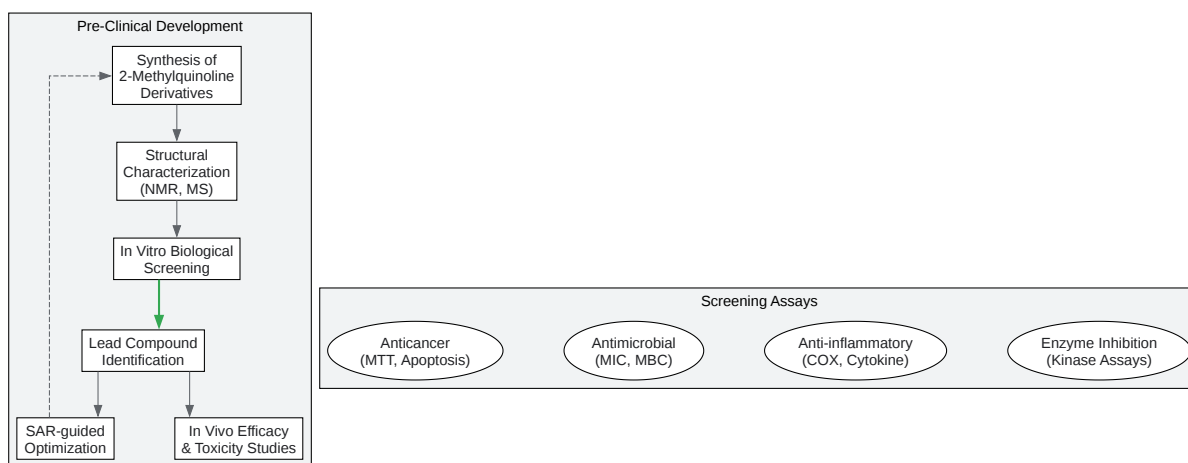 Pre-Clinical Development
Synthesis of
2-Methylquinoline
Derivatives
Structural
Characterization
(NMR, MS)
In Vitro Biological
Screening
Lead Compound
Identification
SAR-guided
Optimization
In Vivo Efficacy
& Toxicity Studies
Screening Assays
Anticancer
(MTT, Apoptosis)
Antimicrobial
(MIC, MBC)
Anti-inflammatory
(COX, Cytokine)
Enzyme Inhibition
(Kinase Assays)